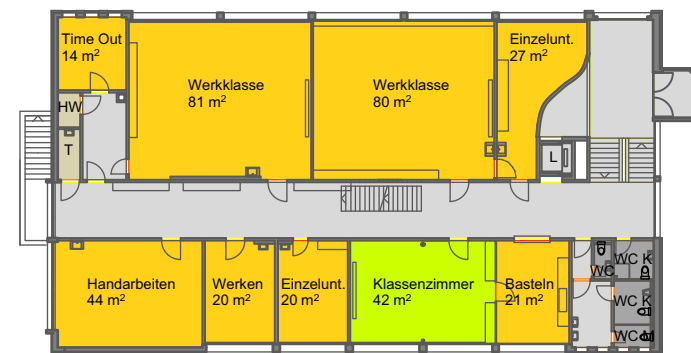 Time Out
14 m²
Werkklasse
81 m²
Werkklasse
80 m²
Einzelunt.
27 m²
HW
T
L
Handarbeiten
44 m²
Werken
20 m²
Einzelunt.
20 m²
Klassenzimmer
42 m²
Basteln
21 m²
WC
WC K
WC K